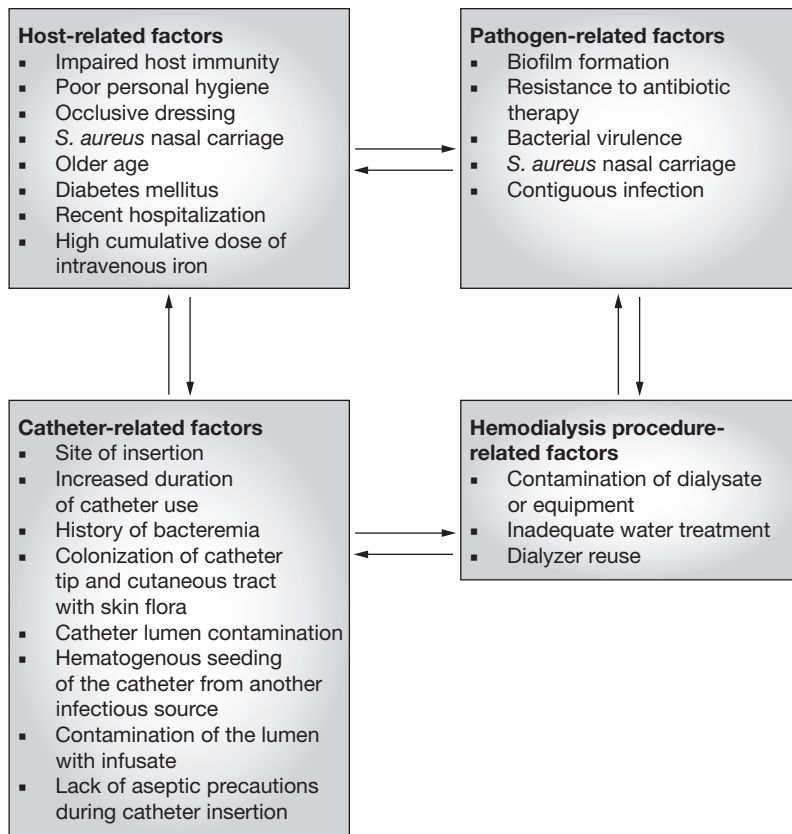 Host-related factors
▪ Impaired host immunity
▪ Poor personal hygiene
▪ Occlusive dressing
▪ S. aureus nasal carriage
▪ Older age
▪ Diabetes mellitus
▪ Recent hospitalization
▪ High cumulative dose of
intravenous iron
Pathogen-related factors
▪ Biofilm formation
▪ Resistance to antibiotic
therapy
▪ Bacterial virulence
▪ S. aureus nasal carriage
▪ Contiguous infection
Catheter-related factors
▪ Site of insertion
▪ Increased duration
of catheter use
▪ History of bacteremia
▪ Colonization of catheter
tip and cutaneous tract
with skin flora
▪ Catheter lumen contamination
▪ Hematogenous seeding
of the catheter from another
infectious source
▪ Contamination of the lumen
with infusate
▪ Lack of aseptic precautions
during catheter insertion
Hemodialysis procedure-
related factors
▪ Contamination of dialysate
or equipment
▪ Inadequate water treatment
▪ Dialyzer reuse